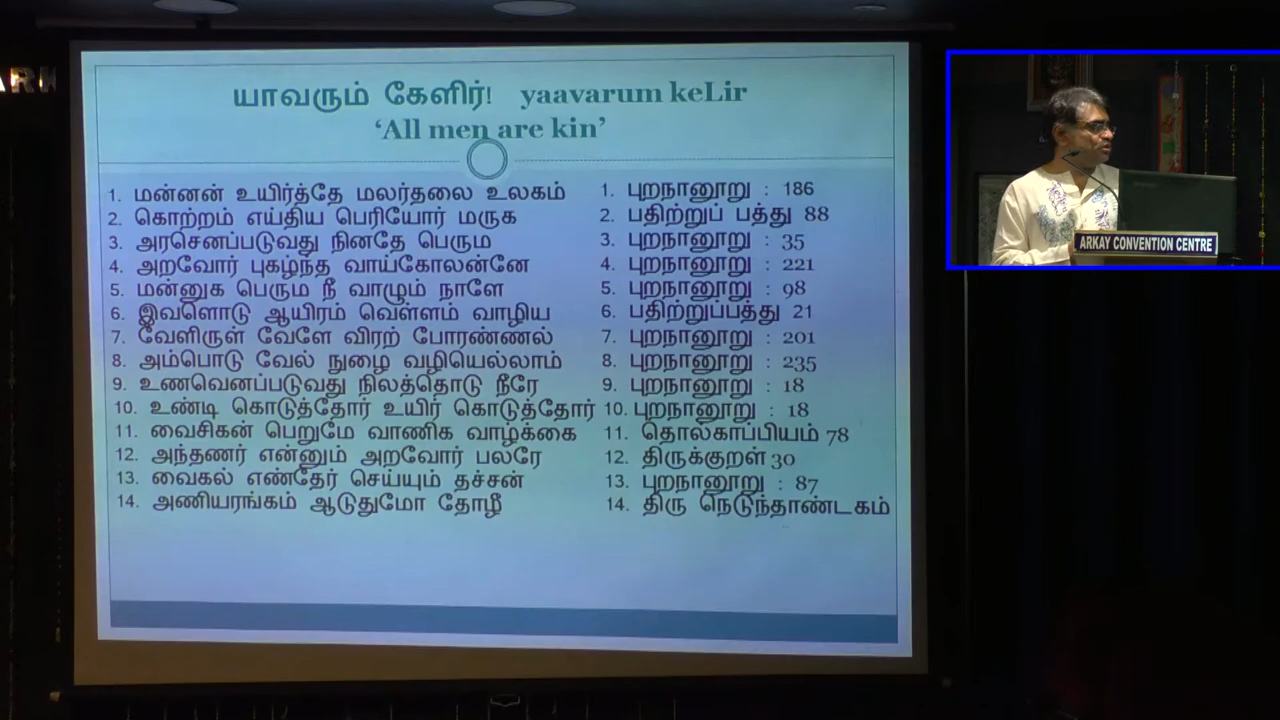 ARK
யாவரும் கேளிர்! yaavarum keLir
‘All men are kin’
1. மன்னன் உயிர்த்தே மலர்தலை உலகம் 1. புறநானூறு : 186
2. கொற்றம் எய்திய பெரியோர் மருக 2. பதிற்றுப் பத்து 88
3. அரசெனப்படுவது நினதே பெரும 3. புறநானூறு : 35
4. அறவோர் புகழ்ந்த வாய்கோலன்னே 4. புறநானூறு : 221
5. மன்னுக பெரும நீ வாழும் நாளே 5. புறநானூறு : 98
6. இவளொடு ஆயிரம் வெள்ளம் வாழிய 6. பதிற்றுப்பத்து 21
7. வேளிருள் வேளே விறற் போரண்ணல் 7. புறநானூறு : 201
8. அம்பொடு வேல் நுழை வழியெல்லாம் 8. புறநானூறு : 235
9. உணவெனப்படுவது நிலத்தொடு நீரே 9. புறநானூறு : 18
10. உண்டி கொடுத்தோர் உயிர் கொடுத்தோர் 10. புறநானூறு : 18
11. வைசிகன் பெறுமே வாணிக வாழ்க்கை 11. தொல்காப்பியம் 78
12. அந்தணர் என்னும் அறவோர் பலரே 12. திருக்குறள் 30
13. வைகல் எண்தேர் செய்யும் தச்சன் 13. புறநானூறு : 87
14. அணியரங்கம் ஆடுதுமோ தோழீ 14. திரு நெடுந்தாண்டகம்
ARKAY CONVENTION CENTRE